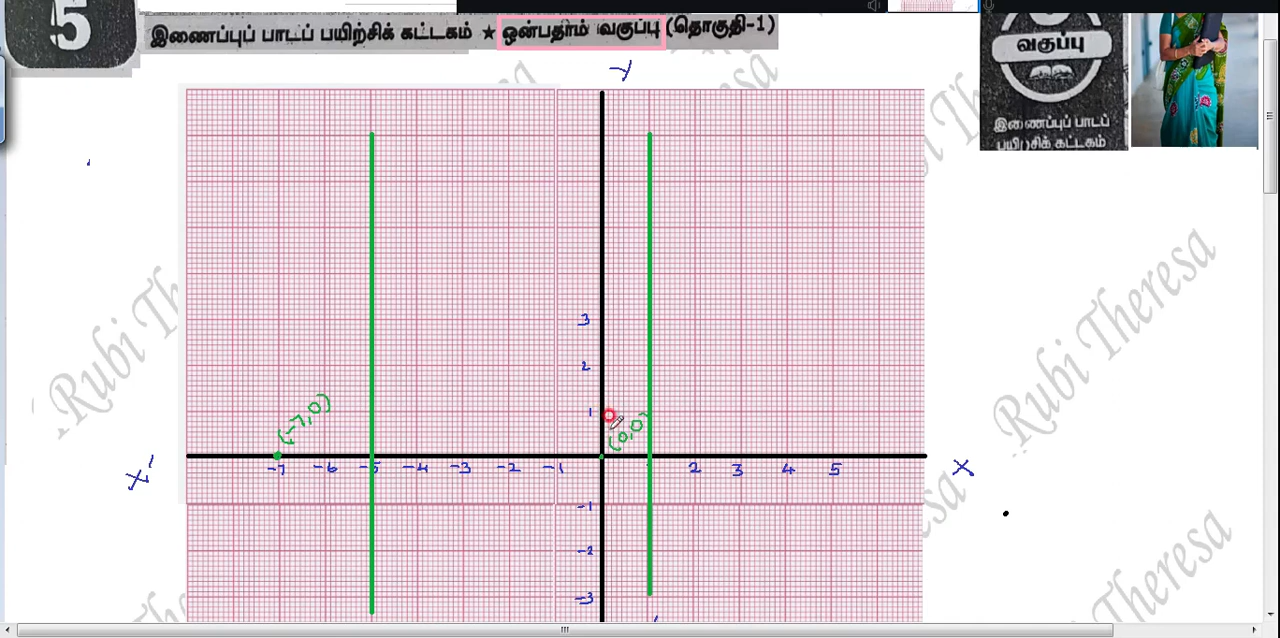 5
இணைப்புப் பாடப் பயிற்சிக் கட்டகம் ★ ஒன்பதாம் வகுப்பு (தொகுதி-1)
வகுப்பு
இணைப்புப் பாடப்
பயிற்சிக் கட்டகம்
Y
3
2
1
(-7,0)
(0,0)
X' -7 -6 -5 -4 -3 -2 -1 1 2 3 4 5 X
-1
-2
-3
Rubi Theresa
Rubi Theresa